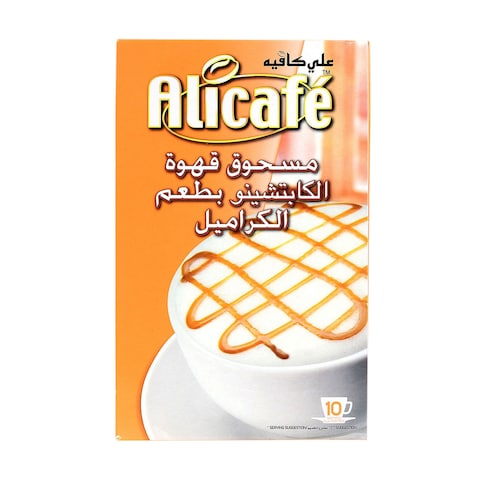 علي كافيه
™
Alicafé
مسحوق قهوة
الكابتشينو بطعم
الكراميل
10